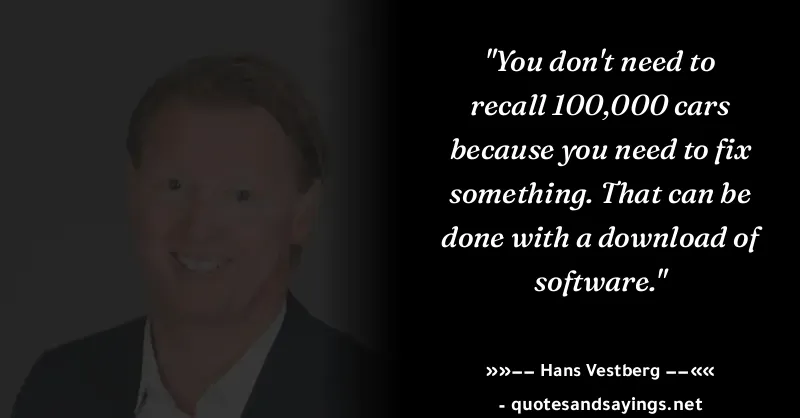 "You don't need to
recall 100,000 cars
because you need to fix
something. That can be
done with a download of
software."
»»−− Hans Vestberg −−««
- quotesandsayings.net